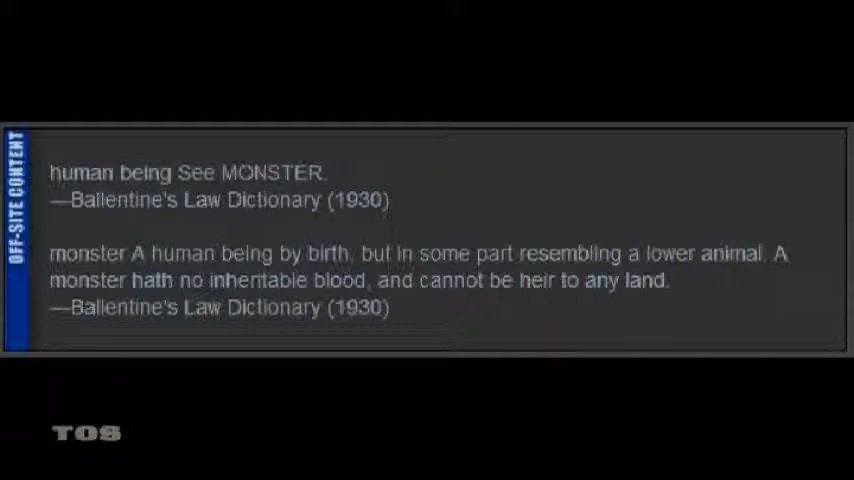 OFF-SITE CONTENT
human being See MONSTER.
—Ballentine's Law Dictionary (1930)
monster A human being by birth, but in some part resembling a lower animal. A
monster hath no inheritable blood, and cannot be heir to any land.
—Ballentine's Law Dictionary (1930)
TOS